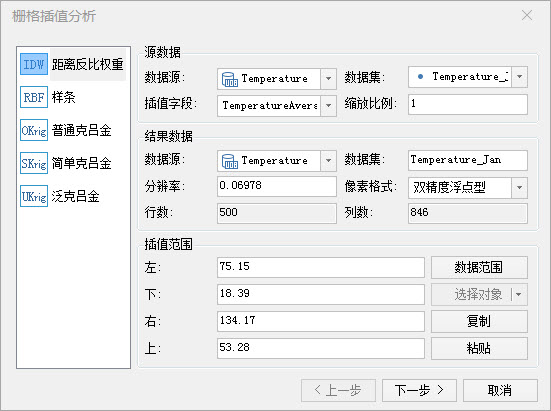 栅格插值分析
IDW 距离反比权重
RBF 样条
OKrig 普通克吕金
SKrig 简单克吕金
UKrig 泛克吕金
源数据
数据源: Temperature 数据集: Temperature_J
插值字段: TemperatureAvera 缩放比例: 1
结果数据
数据源: Temperature 数据集: Temperature_Jan
分辨率: 0.06978 像素格式: 双精度浮点型
行数: 500 列数: 846
插值范围
左: 75.15 数据范围
下: 18.39 选择对象
右: 134.17 复制
上: 53.28 粘贴
<上一步 下一步 > 取消